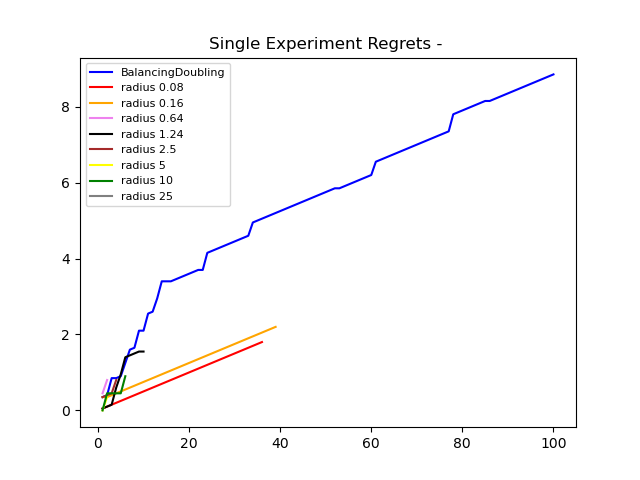 Single Experiment Regrets -
BalancingDoubling
radius 0.08
radius 0.16
radius 0.64
radius 1.24
radius 2.5
radius 5
radius 10
radius 25
8
6
4
2
0
0 20 40 60 80 100